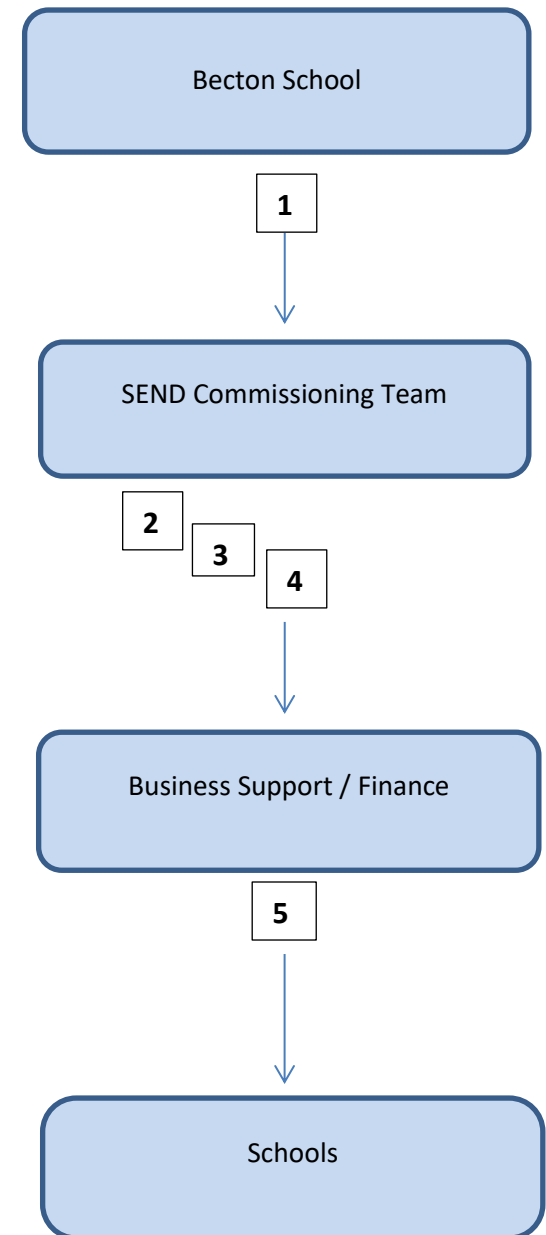 Becton School
1
SEND Commissioning Team
2
3
4
Business Support / Finance
5
Schools